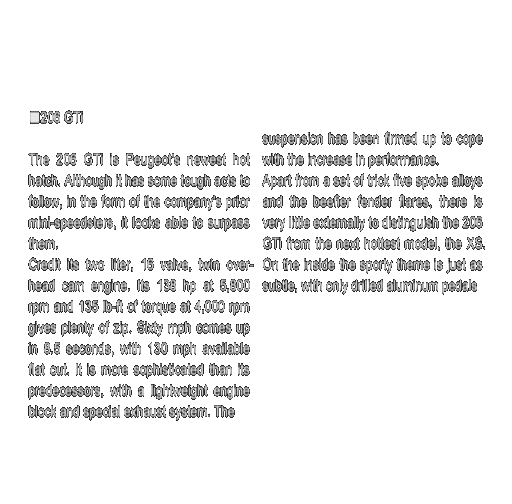 206 GTi
The 206 GTi is Peugeot's newest hot
hatch. Although it has some tough acts to
follow, in the form of the company's prior
mini-speedsters, it looks able to surpass
them.
Credit its two liter, 16 valve, twin over-
head cam engine. Its 138 hp at 6,800
rpm and 135 lb-ft of torque at 4,000 rpm
gives plenty of zip. Sixty mph comes up
in 8.5 seconds, with 130 mph available
flat out. It is more sophisticated than its
predecessors, with a lightweight engine
block and special exhaust system. The
suspension has been firmed up to cope
with the increase in performance.
Apart from a set of trick five spoke alloys
and the beefier fender flares, there is
very little externally to distinguish the 206
GTi from the next hottest model, the XS.
On the inside the sporty theme is just as
subtle, with only drilled aluminum pedals